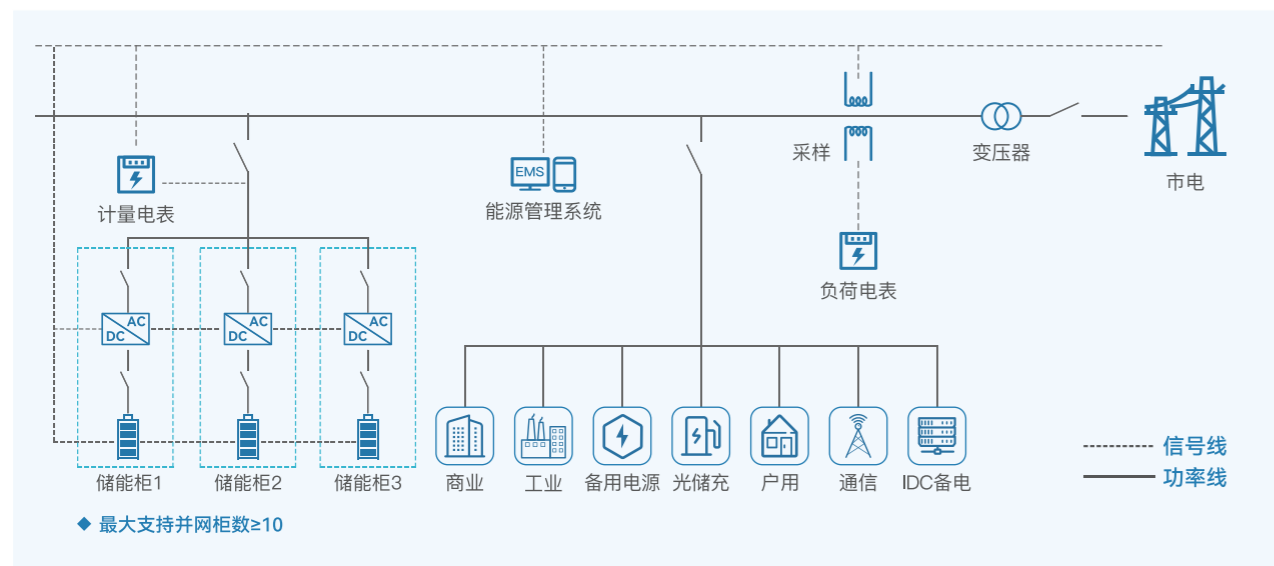 采样
变压器
市电
EMS
计量电表
能源管理系统
负荷电表
AC
DC
AC
DC
AC
DC
储能柜1
储能柜2
储能柜3
商业
工业
备用电源
光储充
户用
通信
IDC备电
信号线
功率线
◆ 最大支持并网柜数≥10